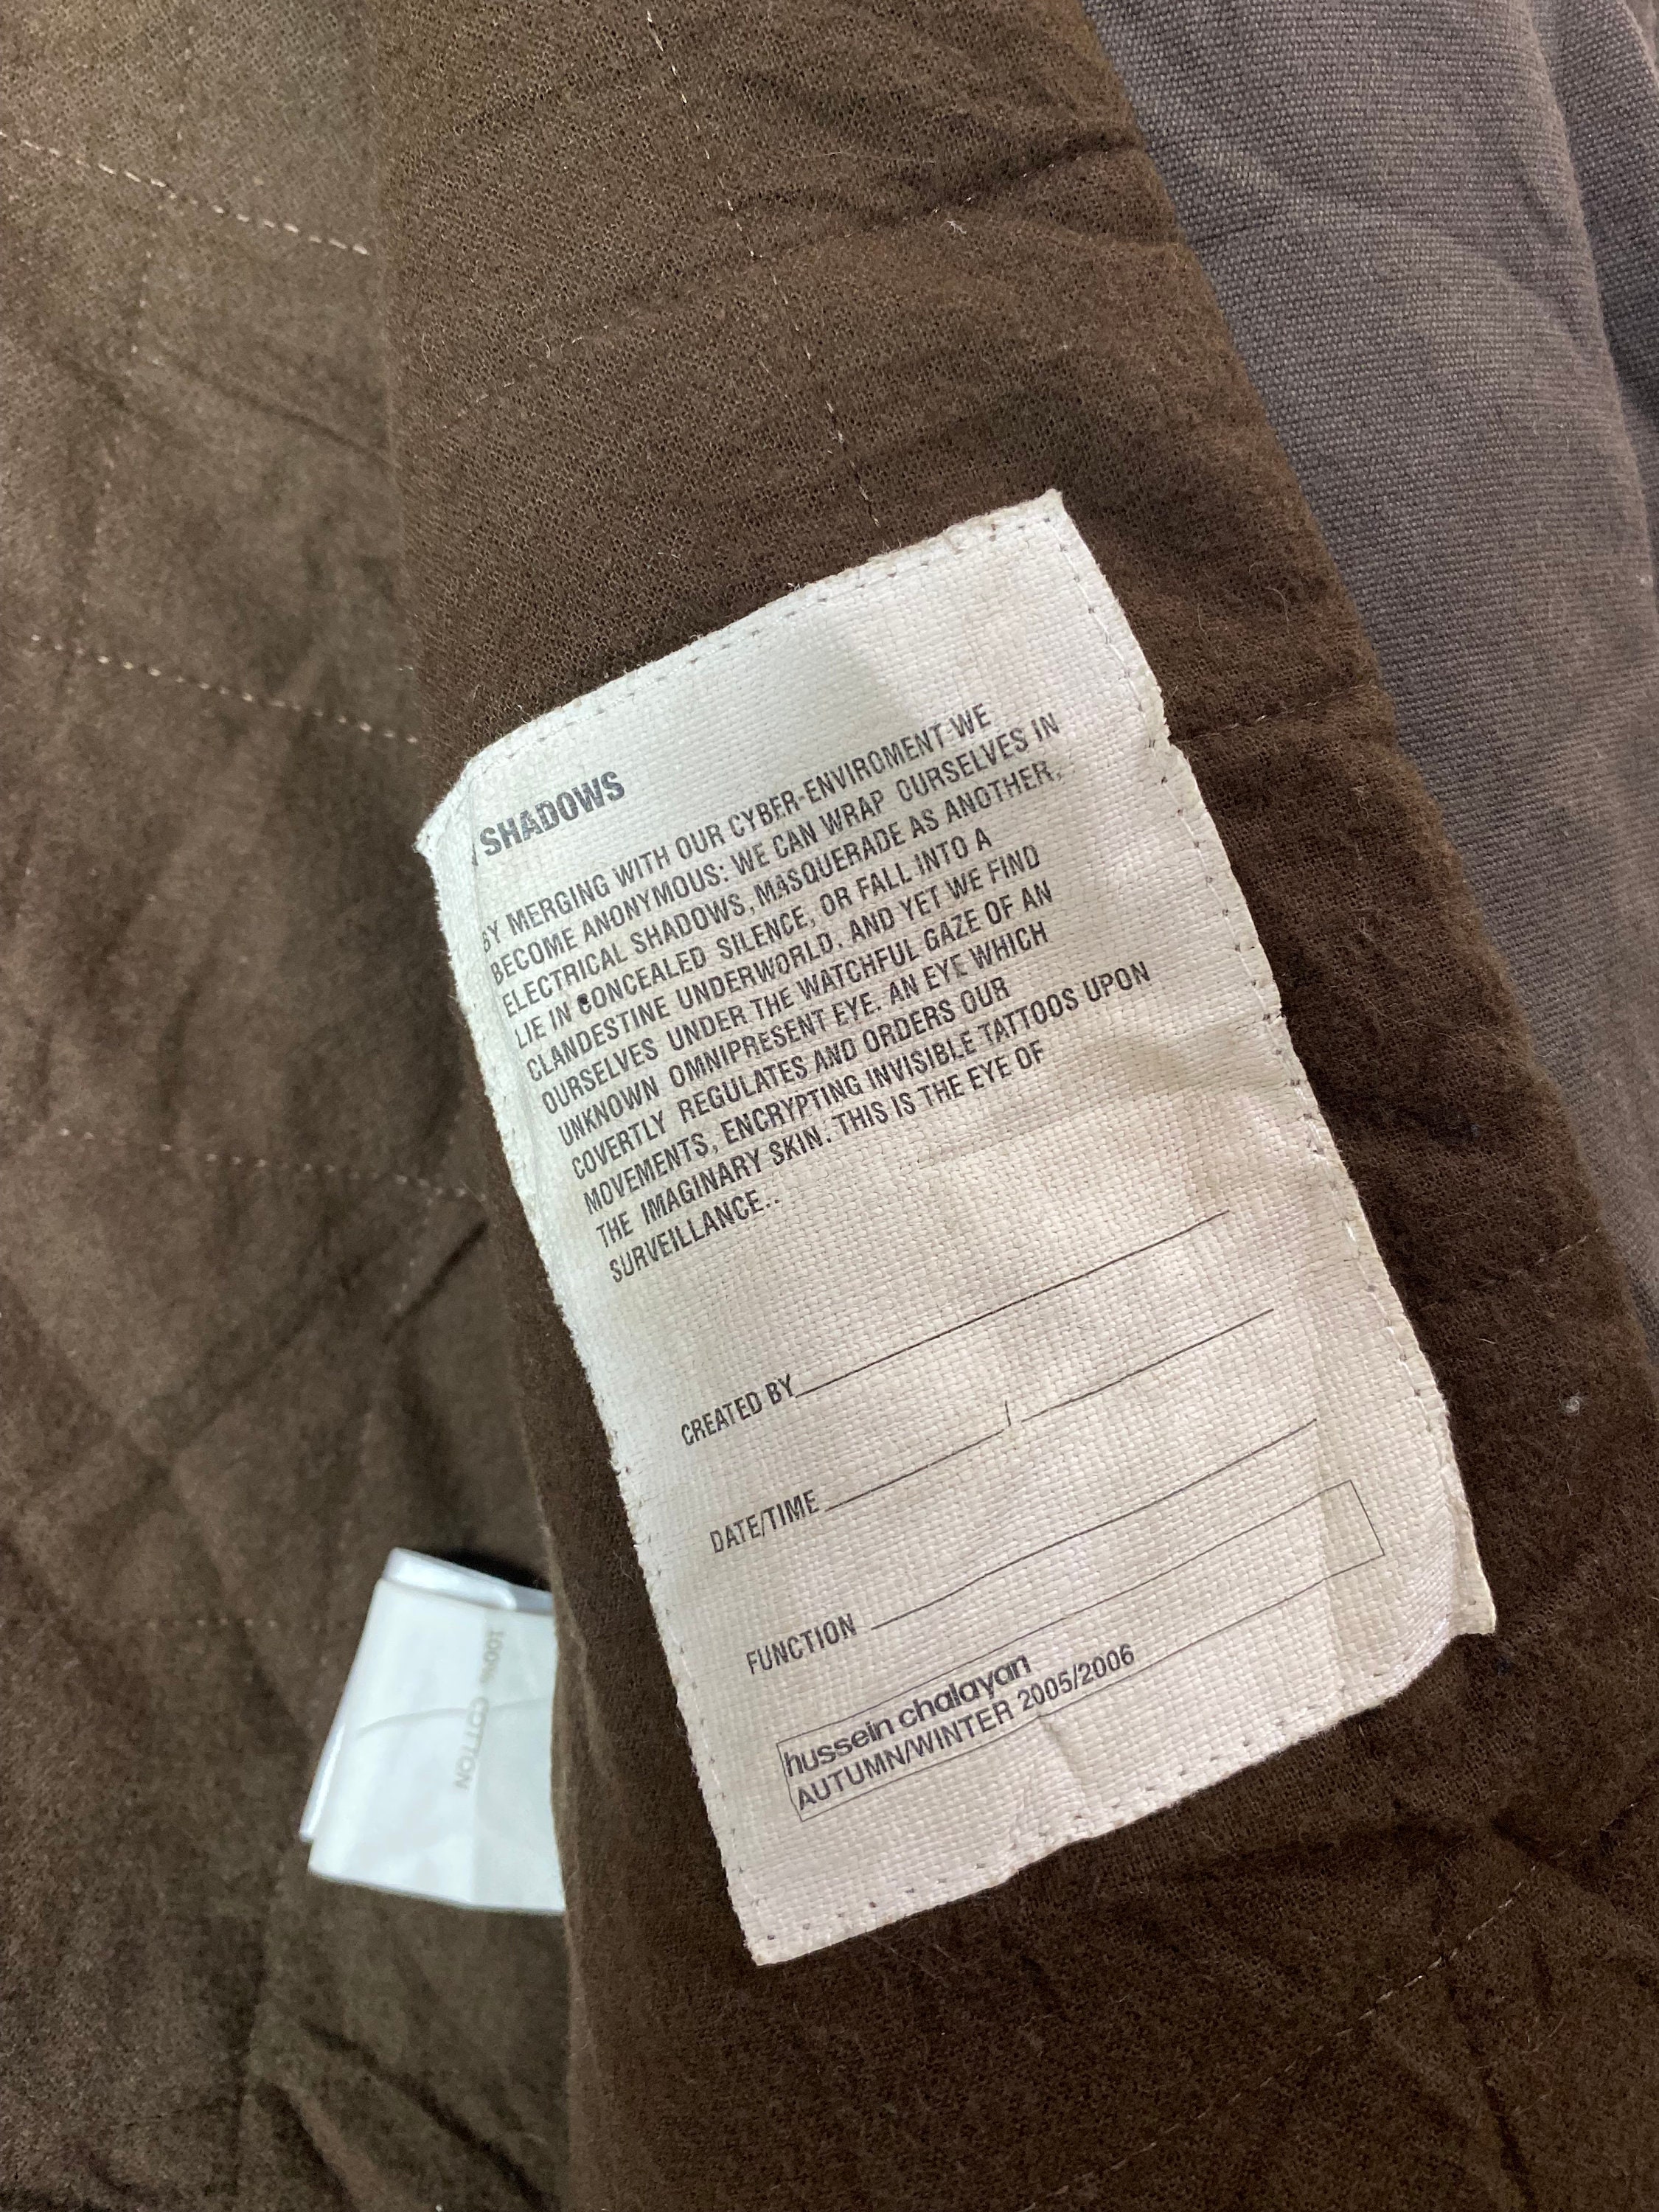 SHADOWS
BY MERGING WITH OUR CYBER-ENVIROMENT WE
BECOME ANONYMOUS: WE CAN WRAP OURSELVES IN
ELECTRICAL SHADOWS, MASQUERADE AS ANOTHER,
LIE IN CONCEALED SILENCE, OR FALL INTO A
CLANDESTINE UNDERWORLD. AND YET WE FIND
OURSELVES UNDER THE WATCHFUL GAZE OF AN
UNKNOWN OMNIPRESENT EYE. AN EYE WHICH
COVERTLY REGULATES AND ORDERS OUR
MOVEMENTS, ENCRYPTING INVISIBLE TATTOOS UPON
THE IMAGINARY SKIN. THIS IS THE EYE OF
SURVEILLANCE..
CREATED BY
DATE/TIME /
FUNCTION
hussein chalayan
AUTUMN/WINTER 2005/2006
100% COTTON